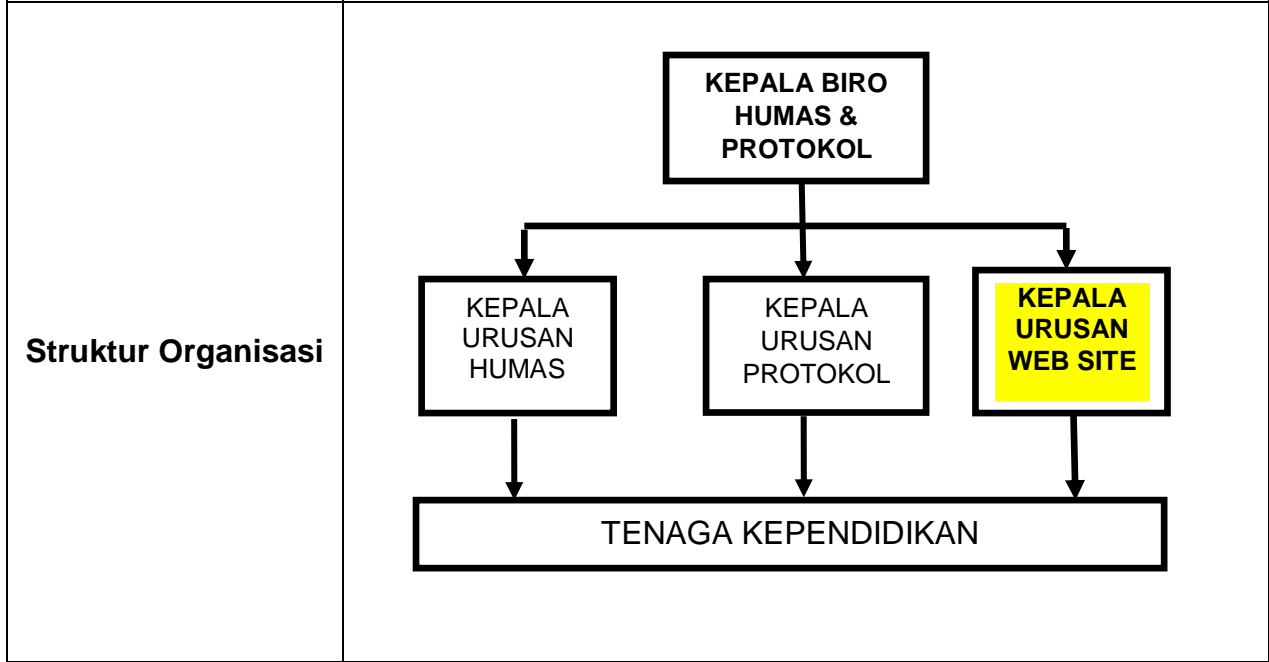 Struktur Organisasi
KEPALA BIRO
HUMAS &
PROTOKOL
KEPALA
URUSAN
HUMAS
KEPALA
URUSAN
PROTOKOL
KEPALA
URUSAN
WEB SITE
TENAGA KEPENDIDIKAN